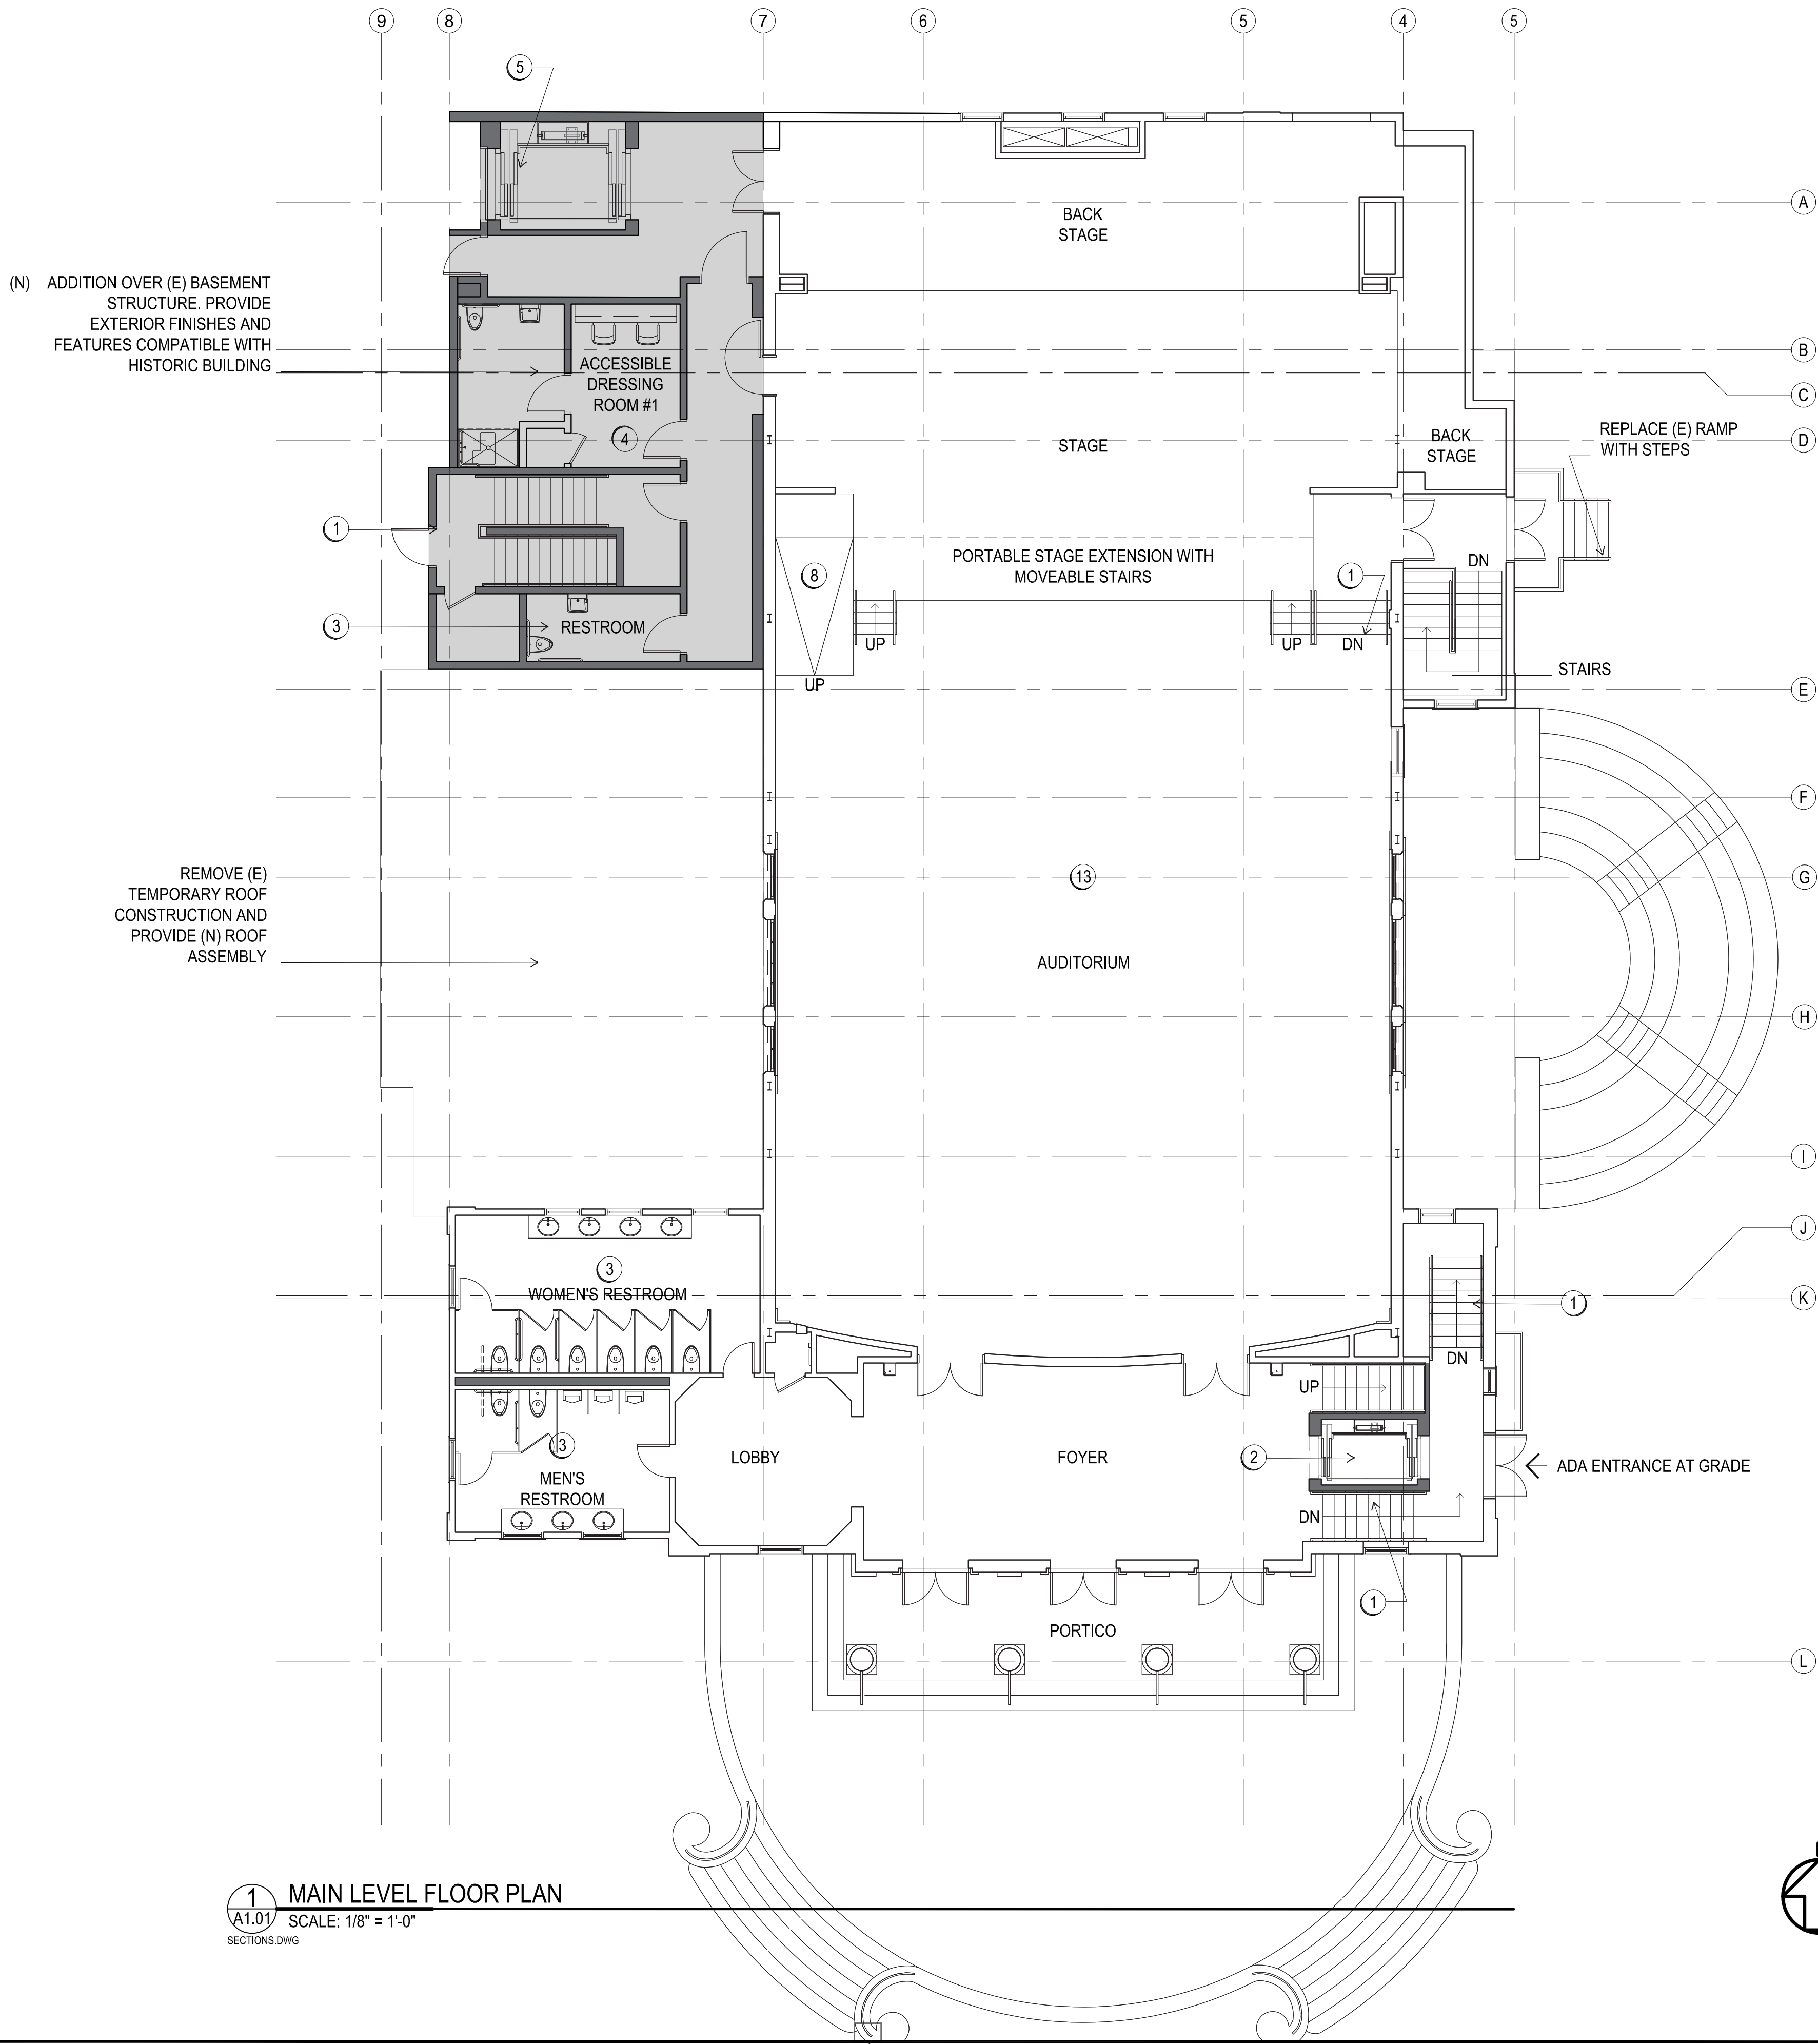 9 8 7 6 5 4 5
5
A
BACK
STAGE
(N) ADDITION OVER (E) BASEMENT
STRUCTURE. PROVIDE
EXTERIOR FINISHES AND
FEATURES COMPATIBLE WITH
HISTORIC BUILDING
B
ACCESSIBLE
DRESSING
ROOM #1
C
4
STAGE
BACK
STAGE
REPLACE (E) RAMP
WITH STEPS
D
1
PORTABLE STAGE EXTENSION WITH
MOVEABLE STAIRS
8
1
DN
3
RESTROOM
UP
UP
DN
UP
STAIRS
E
F
REMOVE (E)
TEMPORARY ROOF
CONSTRUCTION AND
PROVIDE (N) ROOF
ASSEMBLY
13
G
AUDITORIUM
H
I
J
3
WOMEN'S RESTROOM
K
1
DN
UP
3
MEN'S
RESTROOM
LOBBY
FOYER
2
ADA ENTRANCE AT GRADE
DN
1
PORTICO
L
1
A1.01
MAIN LEVEL FLOOR PLAN
SCALE: 1/8" = 1'-0"
SECTIONS.DWG